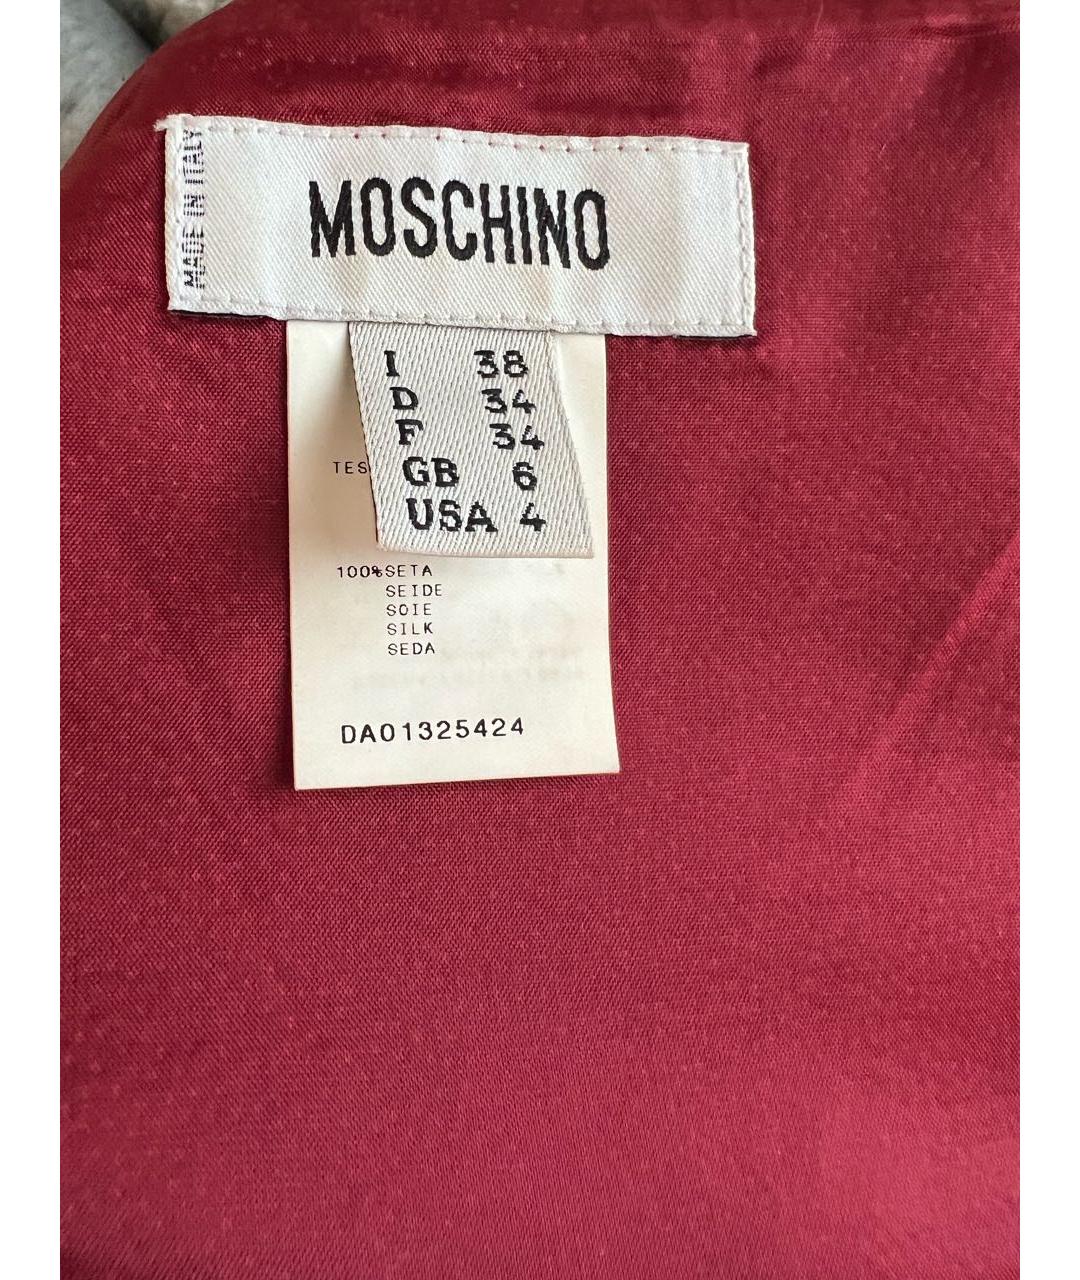 MADE IN ITALY
MOSCHINO
I 38
D 34
F 34
GB 6
USA 4
TES
100%SETA
SEIDE
SOIE
SILK
SEDA
DA01325424